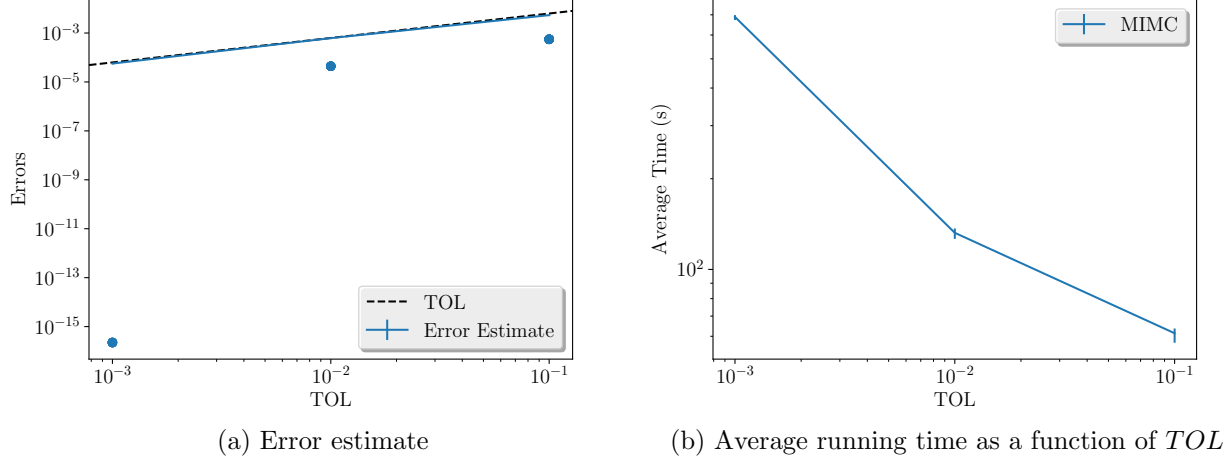 10⁻³
10⁻⁵
10⁻⁷
10⁻⁹
10⁻¹¹
10⁻¹³
10⁻¹⁵
Errors
TOL
Error Estimate
10⁻³ 10⁻² 10⁻¹
TOL
(a) Error estimate
MIMC
Average Time (s)
10²
10⁻³ 10⁻² 10⁻¹
TOL
(b) Average running time as a function of TOL